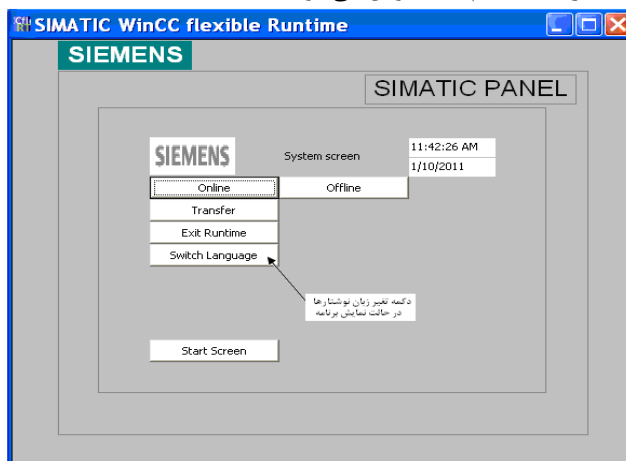 SIMATIC WinCC flexible Runtime
SIEMENS
SIMATIC PANEL
SIEMENS
System screen
11:42:26 AM
1/10/2011
Online
Offline
Transfer
Exit Runtime
Switch Language
دکمه تغیر زبان نوشتارها
در حالت نمایش برنامه
Start Screen